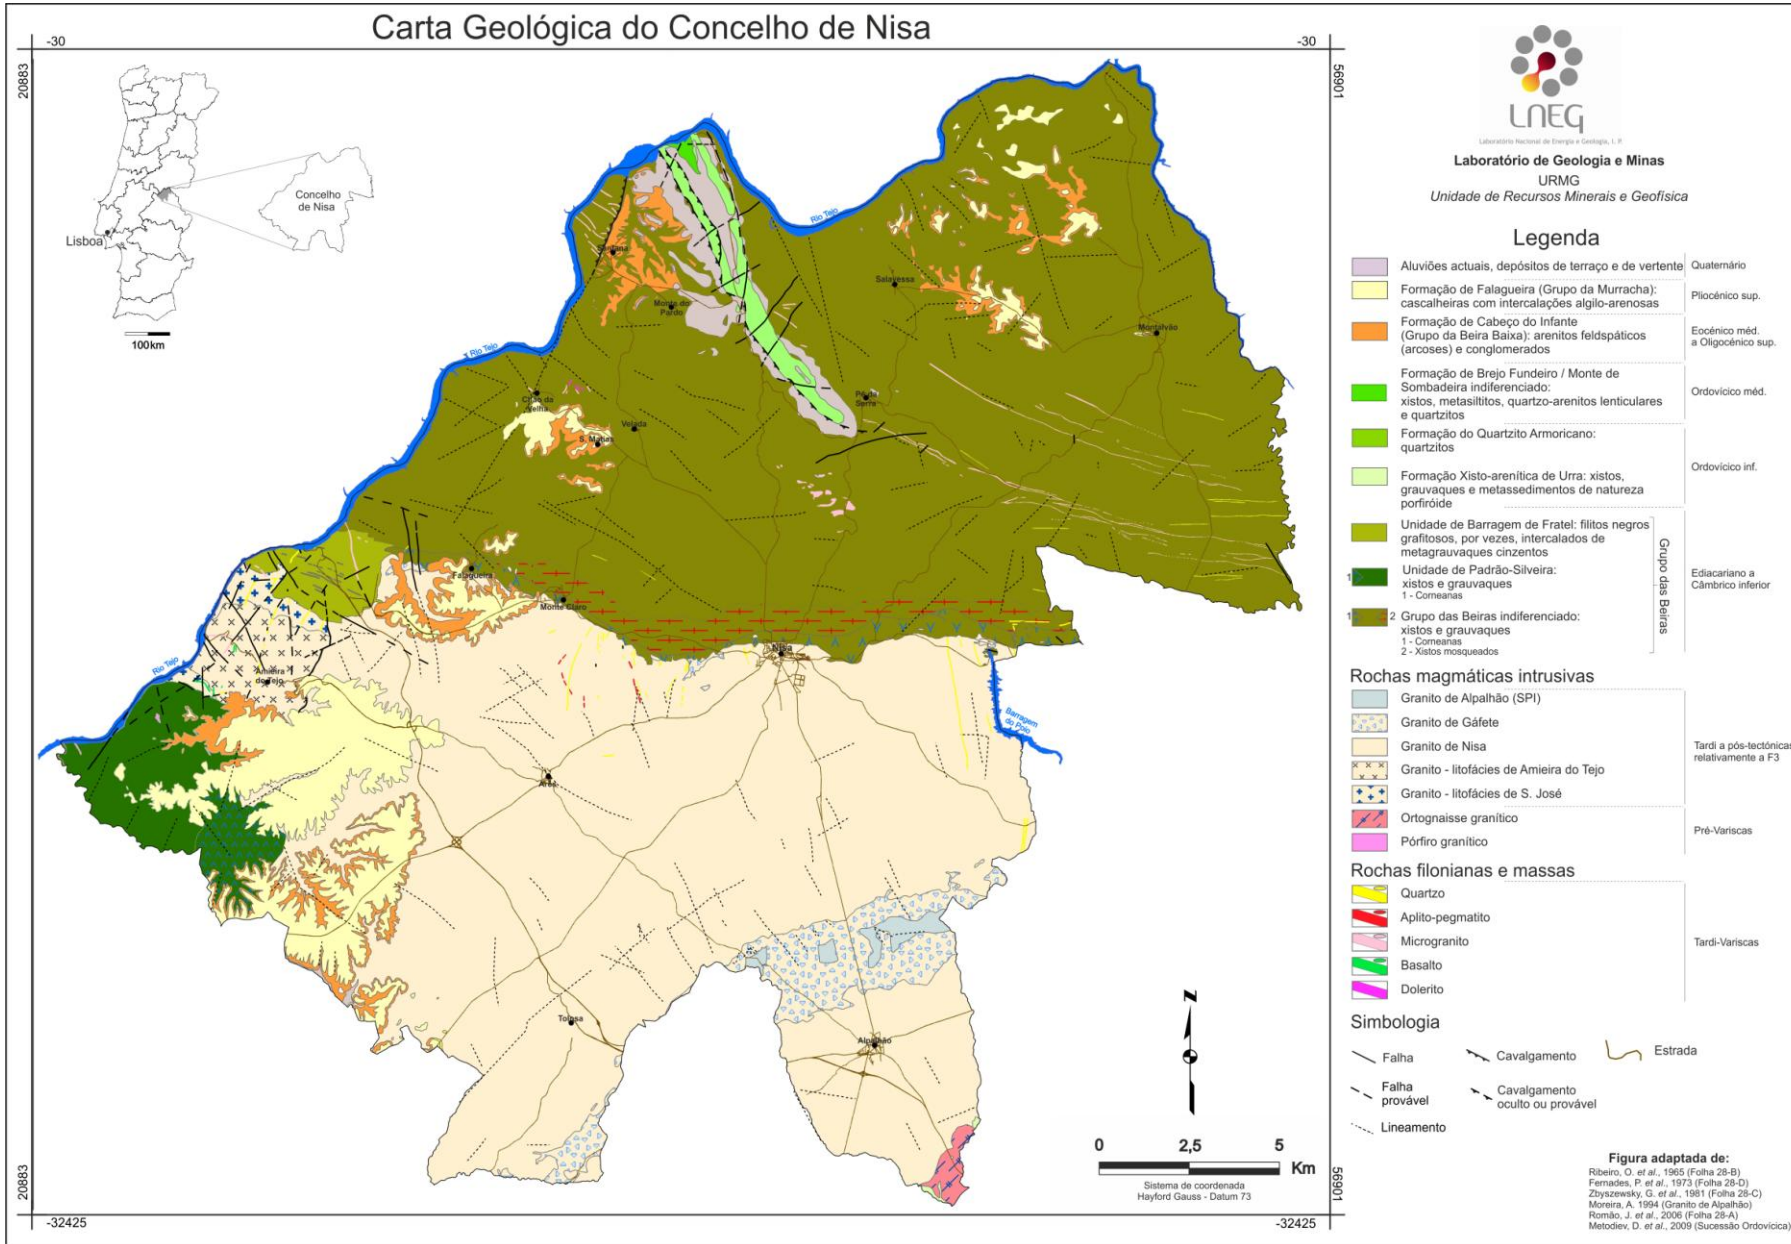 Carta Geológica do Concelho de Nisa
-30
-30
20883
56901
Concelho
de Nisa
Lisboa
100km
Rio Tejo
Rio Tejo
Rio Tejo
Santana
Monte do
Pardo
Salavessa
Montalvão
Chão da
Velha
Velada
S. Matias
Pé da
Serra
Falagueira
Monte Claro
Nisa
Amieira
do Tejo
Barragem
do Poio
Arez
Tolosa
Alpalhão
N
0 2,5 5
Km
Sistema de coordenada
Hayford Gauss - Datum 73
20883
56901
-32425
-32425
LNEG
Laboratório Nacional de Energia e Geologia, I. P.
Laboratório de Geologia e Minas
URMG
Unidade de Recursos Minerais e Geofísica
Legenda
Aluviões actuais, depósitos de terraço e de vertente
Quaternário
Formação de Falagueira (Grupo da Murracha):
cascalheiras com intercalações algilo-arenosas
Pliocénico sup.
Formação de Cabeço do Infante
(Grupo da Beira Baixa): arenitos feldspáticos
(arcoses) e conglomerados
Eocénico méd.
a Oligocénico sup.
Formação de Brejo Fundeiro / Monte de
Sombadeira indiferenciado:
xistos, metasiltitos, quartzo-arenitos lenticulares
e quartzitos
Ordovícico méd.
Formação do Quartzito Armoricano:
quartzitos
Formação Xisto-arenítica de Urra: xistos,
grauvaques e metassedimentos de natureza
porfiróide
Ordovícico inf.
Unidade de Barragem de Fratel: filitos negros
grafitosos, por vezes, intercalados de
metagrauvaques cinzentos
1
Unidade de Padrão-Silveira:
xistos e grauvaques
1 - Corneanas
1 2
Grupo das Beiras indiferenciado:
xistos e grauvaques
1 - Corneanas
2 - Xistos mosqueados
Grupo das Beiras
Ediacariano a
Câmbrico inferior
Rochas magmáticas intrusivas
Granito de Alpalhão (SPI)
Granito de Gáfete
Granito de Nisa
Granito - litofácies de Amieira do Tejo
Granito - litofácies de S. José
Tardi a pós-tectónicas
relativamente a F3
Ortognaisse granítico
Pórfiro granítico
Pré-Variscas
Rochas filonianas e massas
Quartzo
Aplito-pegmatito
Microgranito
Basalto
Dolerito
Tardi-Variscas
Simbologia
Falha
Cavalgamento
Estrada
Falha
provável
Cavalgamento
oculto ou provável
Lineamento
Figura adaptada de:
Ribeiro, O. et al., 1965 (Folha 28-B)
Fernades, P. et al., 1973 (Folha 28-D)
Zbyszewsky, G. et al., 1981 (Folha 28-C)
Moreira, A. 1994 (Granito de Alpalhão)
Romão, J. et al., 2006 (Folha 28-A)
Metodiev, D. et al., 2009 (Sucessão Ordovícica)